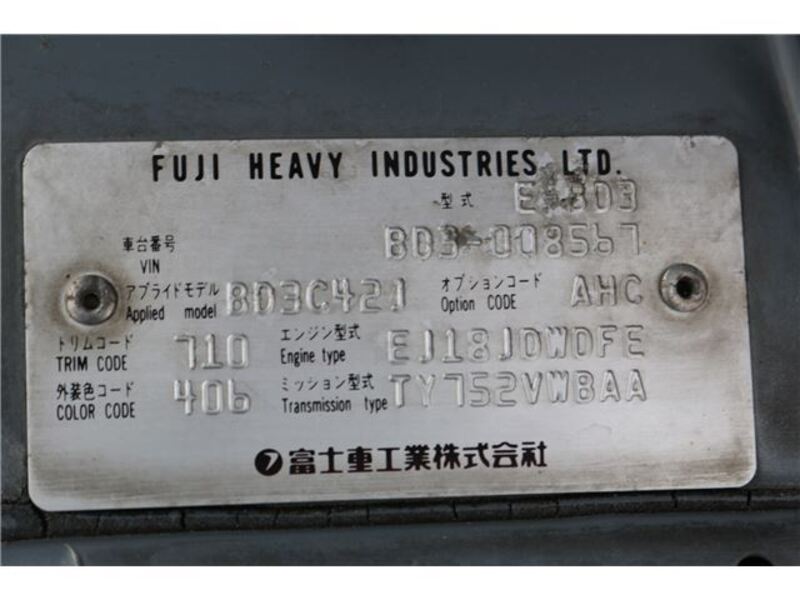 FUJI HEAVY INDUSTRIES LTD.
型式 E-BD3
車台番号 VIN BD3-008567
アプライドモデル Applied model BD3C42J オプションコード Option CODE AHC
トリムコード TRIM CODE 710 エンジン型式 Engine type EJ18JDWDFE
外装色コード COLOR CODE 406 ミッション型式 Transmission type TY752VWBAA
⑦富士重工業株式会社